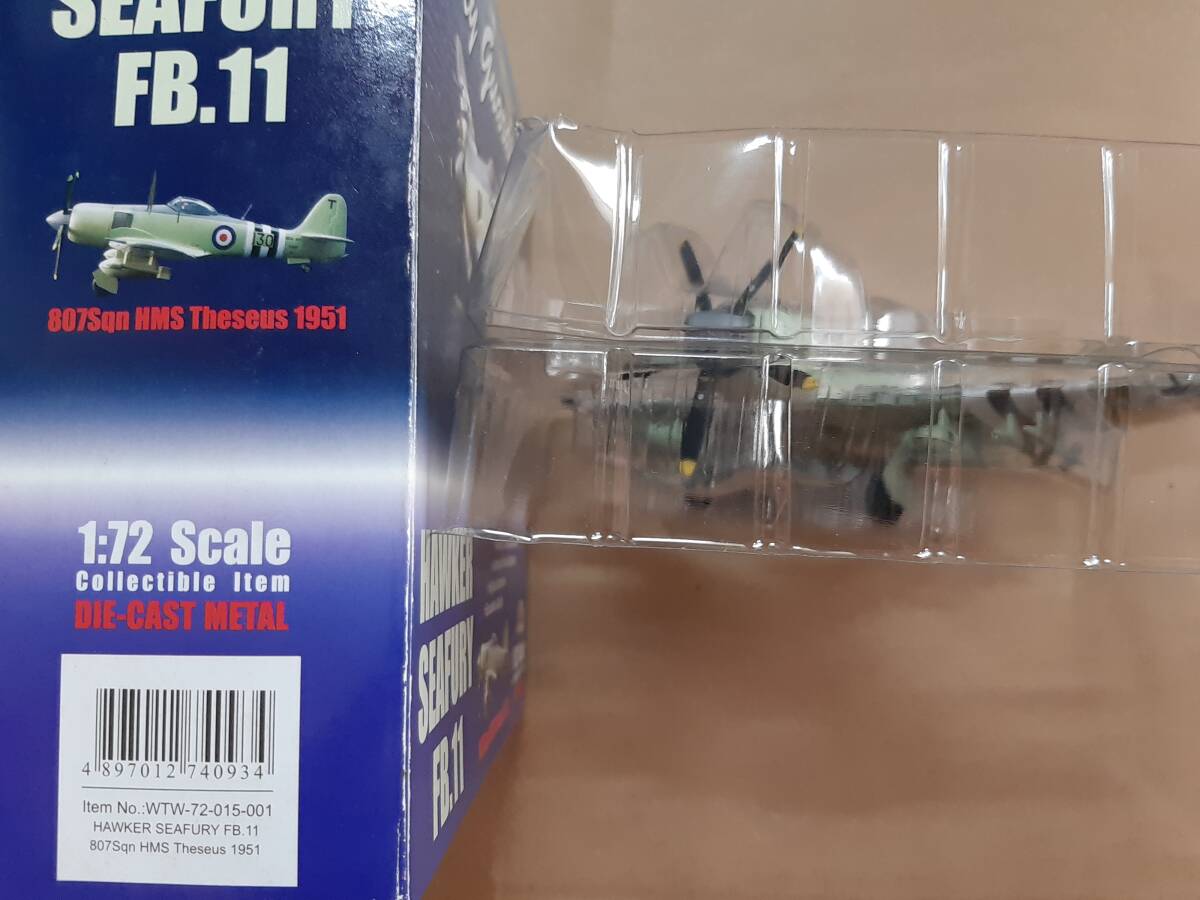 SEAFURY
FB.11
T
30
807Sqn HMS Theseus 1951
1:72 Scale
Collectible Item
DIE-CAST METAL
4 897012 740934
Item No.:WTW-72-015-001
HAWKER SEAFURY FB.11
807Sqn HMS Theseus 1951
HAWKER
SEAFURY
FB.11